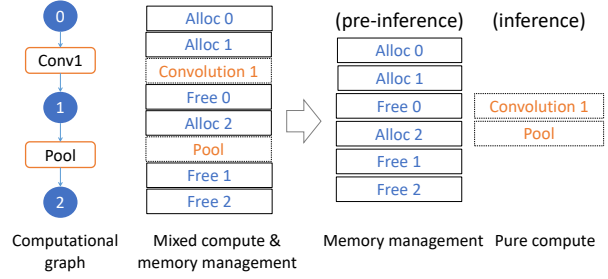 0
Conv1
1
Pool
2
Computational
graph
Alloc 0
Alloc 1
Convolution 1
Free 0
Alloc 2
Pool
Free 1
Free 2
Mixed compute &
memory management
(pre-inference)
Alloc 0
Alloc 1
Free 0
Alloc 2
Free 1
Free 2
Memory management
(inference)
Convolution 1
Pool
Pure compute